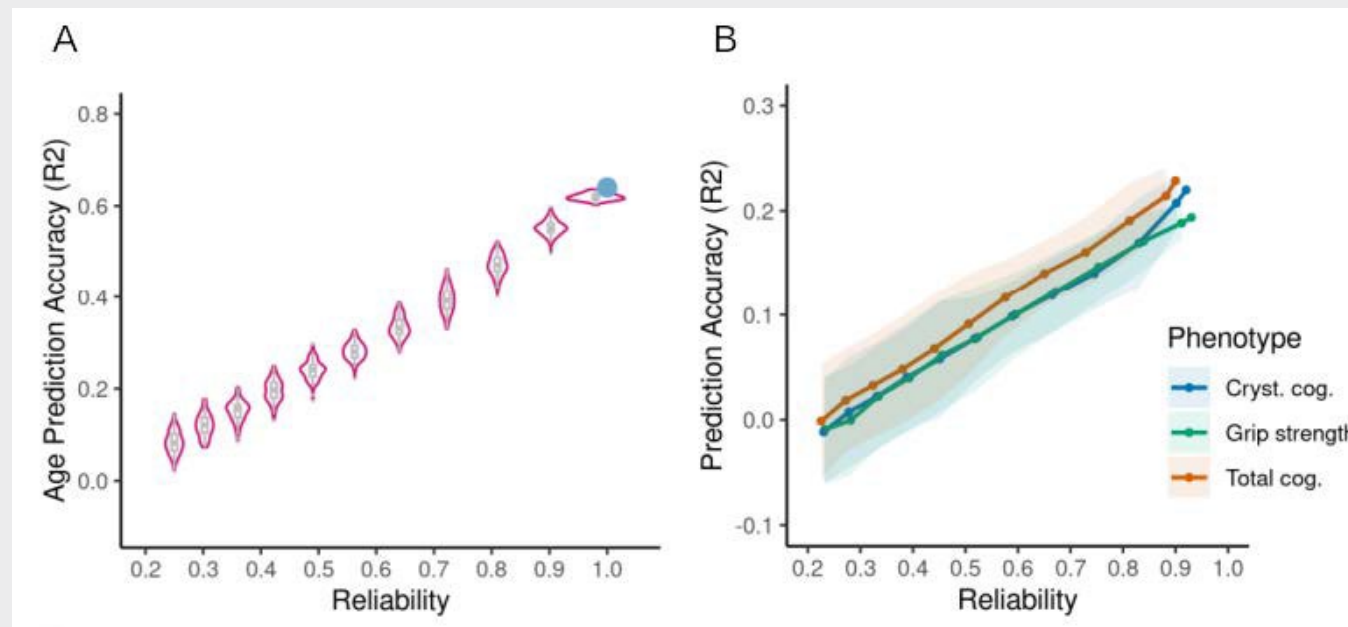 A
Age Prediction Accuracy (R2)
0.8
0.6
0.4
0.2
0.0
0.2 0.3 0.4 0.5 0.6 0.7 0.8 0.9 1.0
Reliability
B
Prediction Accuracy (R2)
0.3
0.2
0.1
0.0
-0.1
0.2 0.3 0.4 0.5 0.6 0.7 0.8 0.9 1.0
Reliability
Phenotype
Cryst. cog.
Grip strength
Total cog.